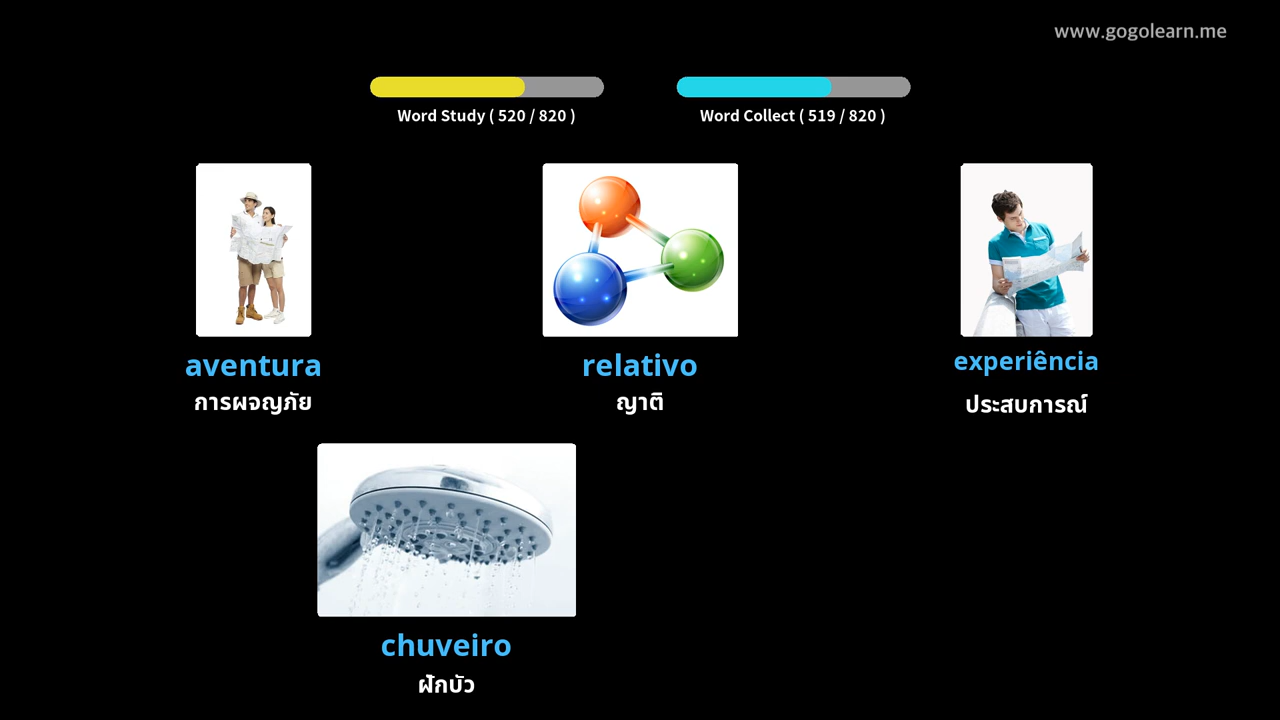 www.gogolearn.me
Word Study ( 520 / 820 )
Word Collect ( 519 / 820 )
aventura
การผจญภัย
relativo
ญาติ
experiência
ประสบการณ์
chuveiro
ฝักบัว